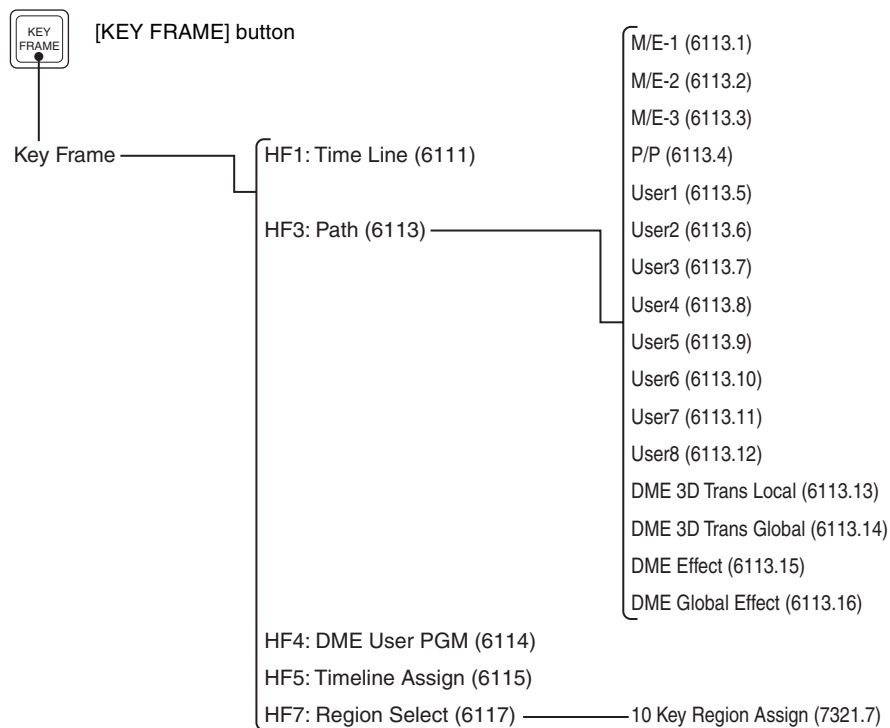 KEY
FRAME
[KEY FRAME] button
Key Frame
HF1: Time Line (6111)
HF3: Path (6113)
M/E-1 (6113.1)
M/E-2 (6113.2)
M/E-3 (6113.3)
P/P (6113.4)
User1 (6113.5)
User2 (6113.6)
User3 (6113.7)
User4 (6113.8)
User5 (6113.9)
User6 (6113.10)
User7 (6113.11)
User8 (6113.12)
DME 3D Trans Local (6113.13)
DME 3D Trans Global (6113.14)
DME Effect (6113.15)
DME Global Effect (6113.16)
HF4: DME User PGM (6114)
HF5: Timeline Assign (6115)
HF7: Region Select (6117)
10 Key Region Assign (7321.7)